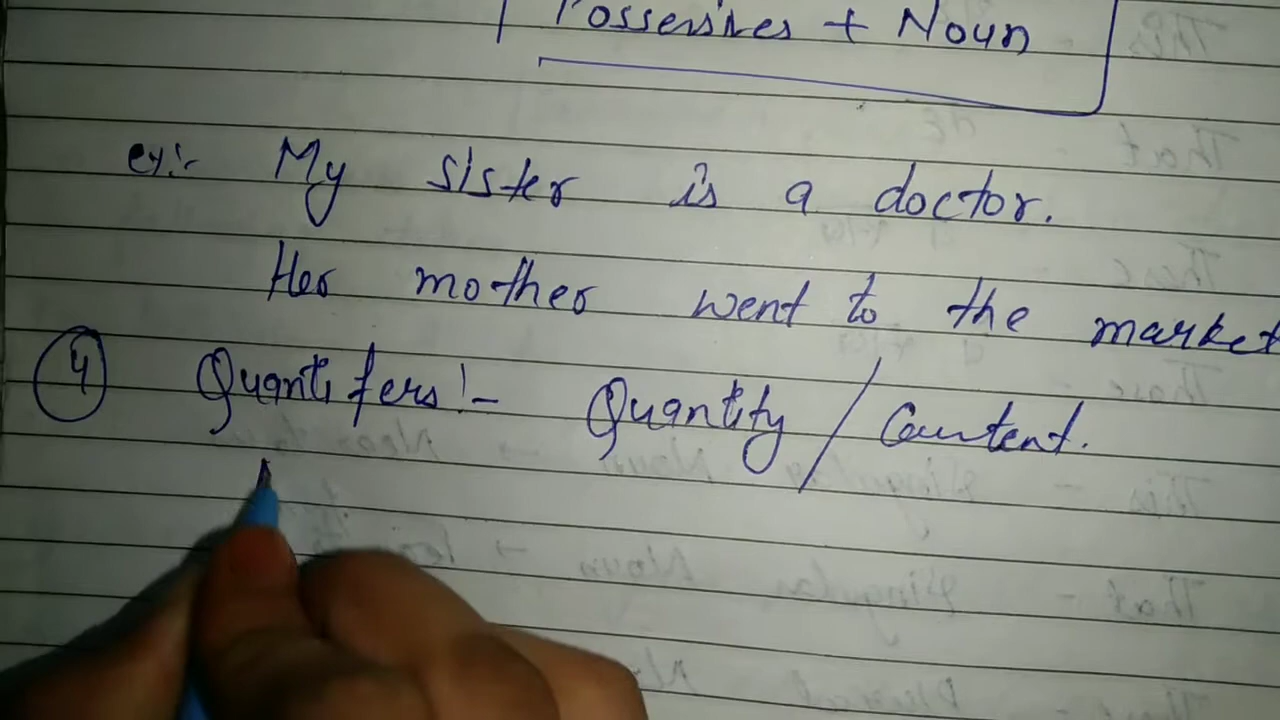 Possessives + Noun
ex:- My sister is a doctor.
Her mother went to the market
4 Quantifers:- Quantity / Content.